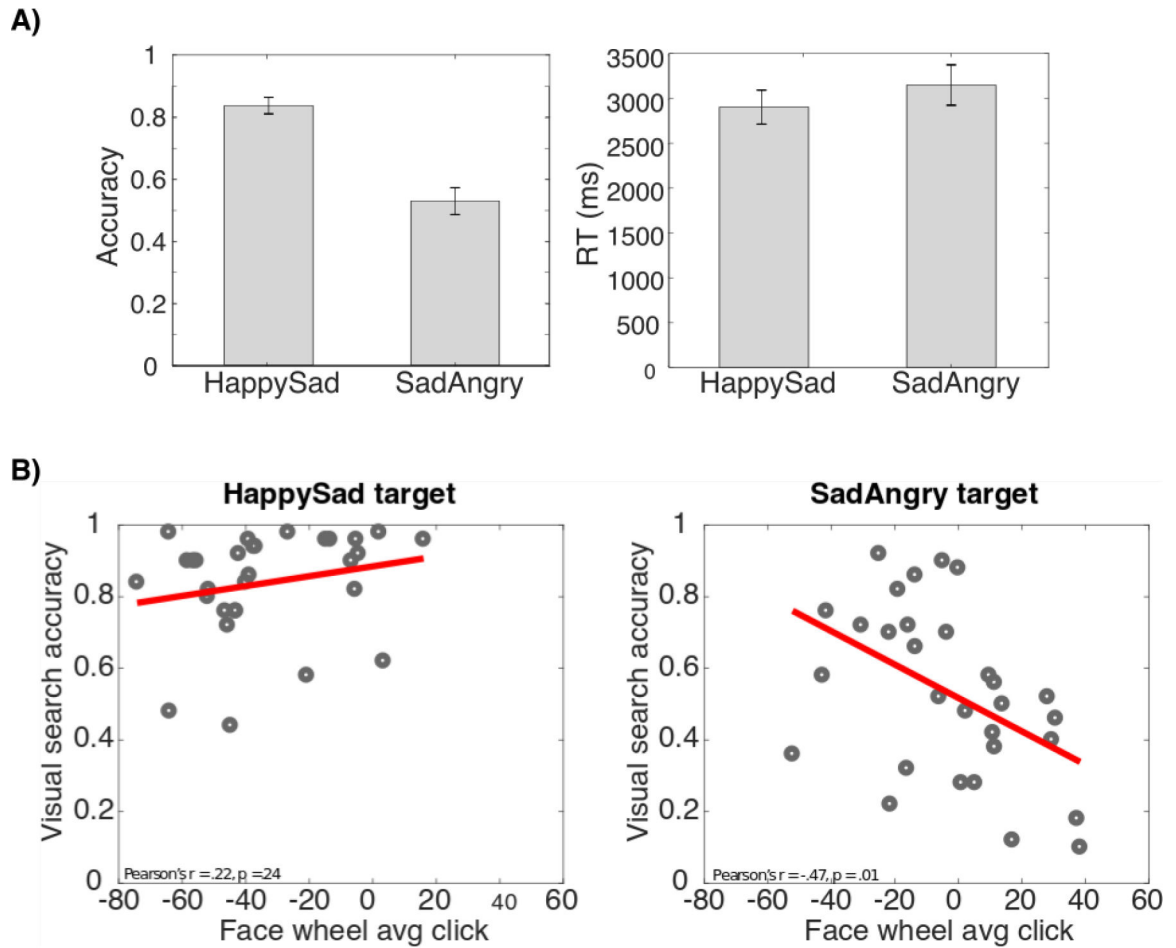 A)
1
0.8
0.6
0.4
0.2
0
Accuracy
HappySad SadAngry
3500
3000
2500
2000
1500
1000
500
0
RT (ms)
HappySad SadAngry
B)
HappySad target
1
0.8
0.6
0.4
0.2
0
Visual search accuracy
Pearson's r =.22, p =24
-80 -60 -40 -20 0 20 40 60
Face wheel avg click
SadAngry target
1
0.8
0.6
0.4
0.2
0
Visual search accuracy
Pearson's r =-.47, p =.01
-80 -60 -40 -20 0 20 40 60
Face wheel avg click